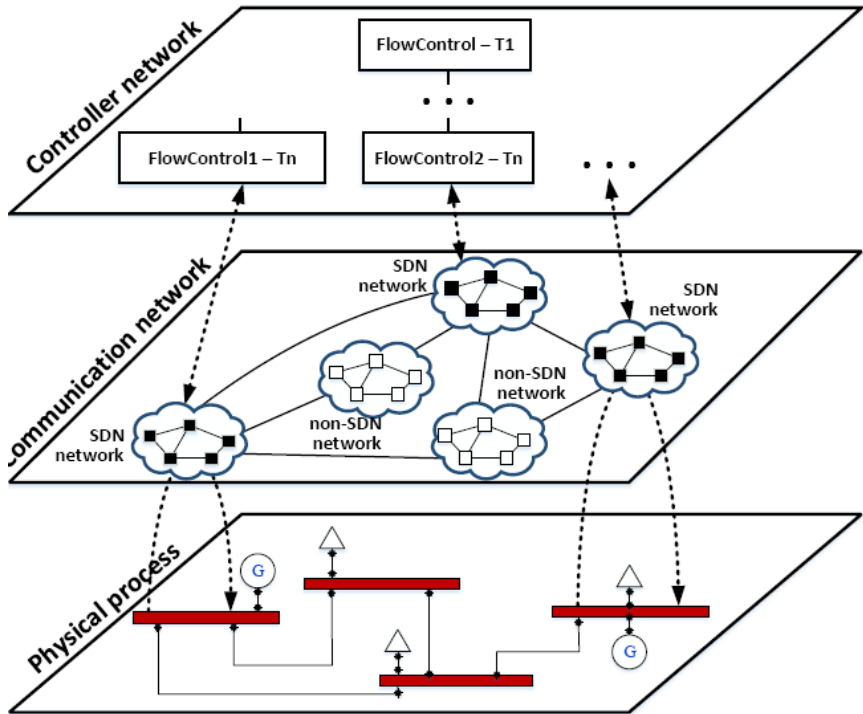 Controller network
FlowControl – T1
• • •
FlowControl1 – Tn
FlowControl2 – Tn
• • •
ommunication network
SDN
network
SDN
network
non-SDN
network
non-SDN
network
SDN
network
Physical process
G
G